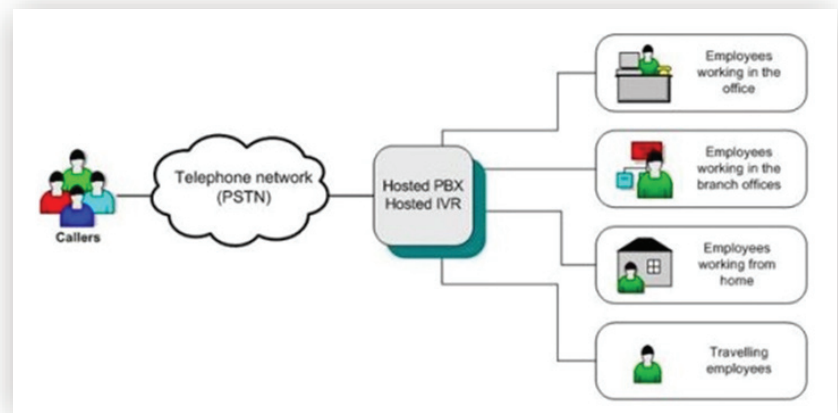 Callers
Telephone network
(PSTN)
Hosted PBX
Hosted IVR
Employees
working in the
office
Employees
working in the
branch offices
Employees
working from
home
Travelling
employees